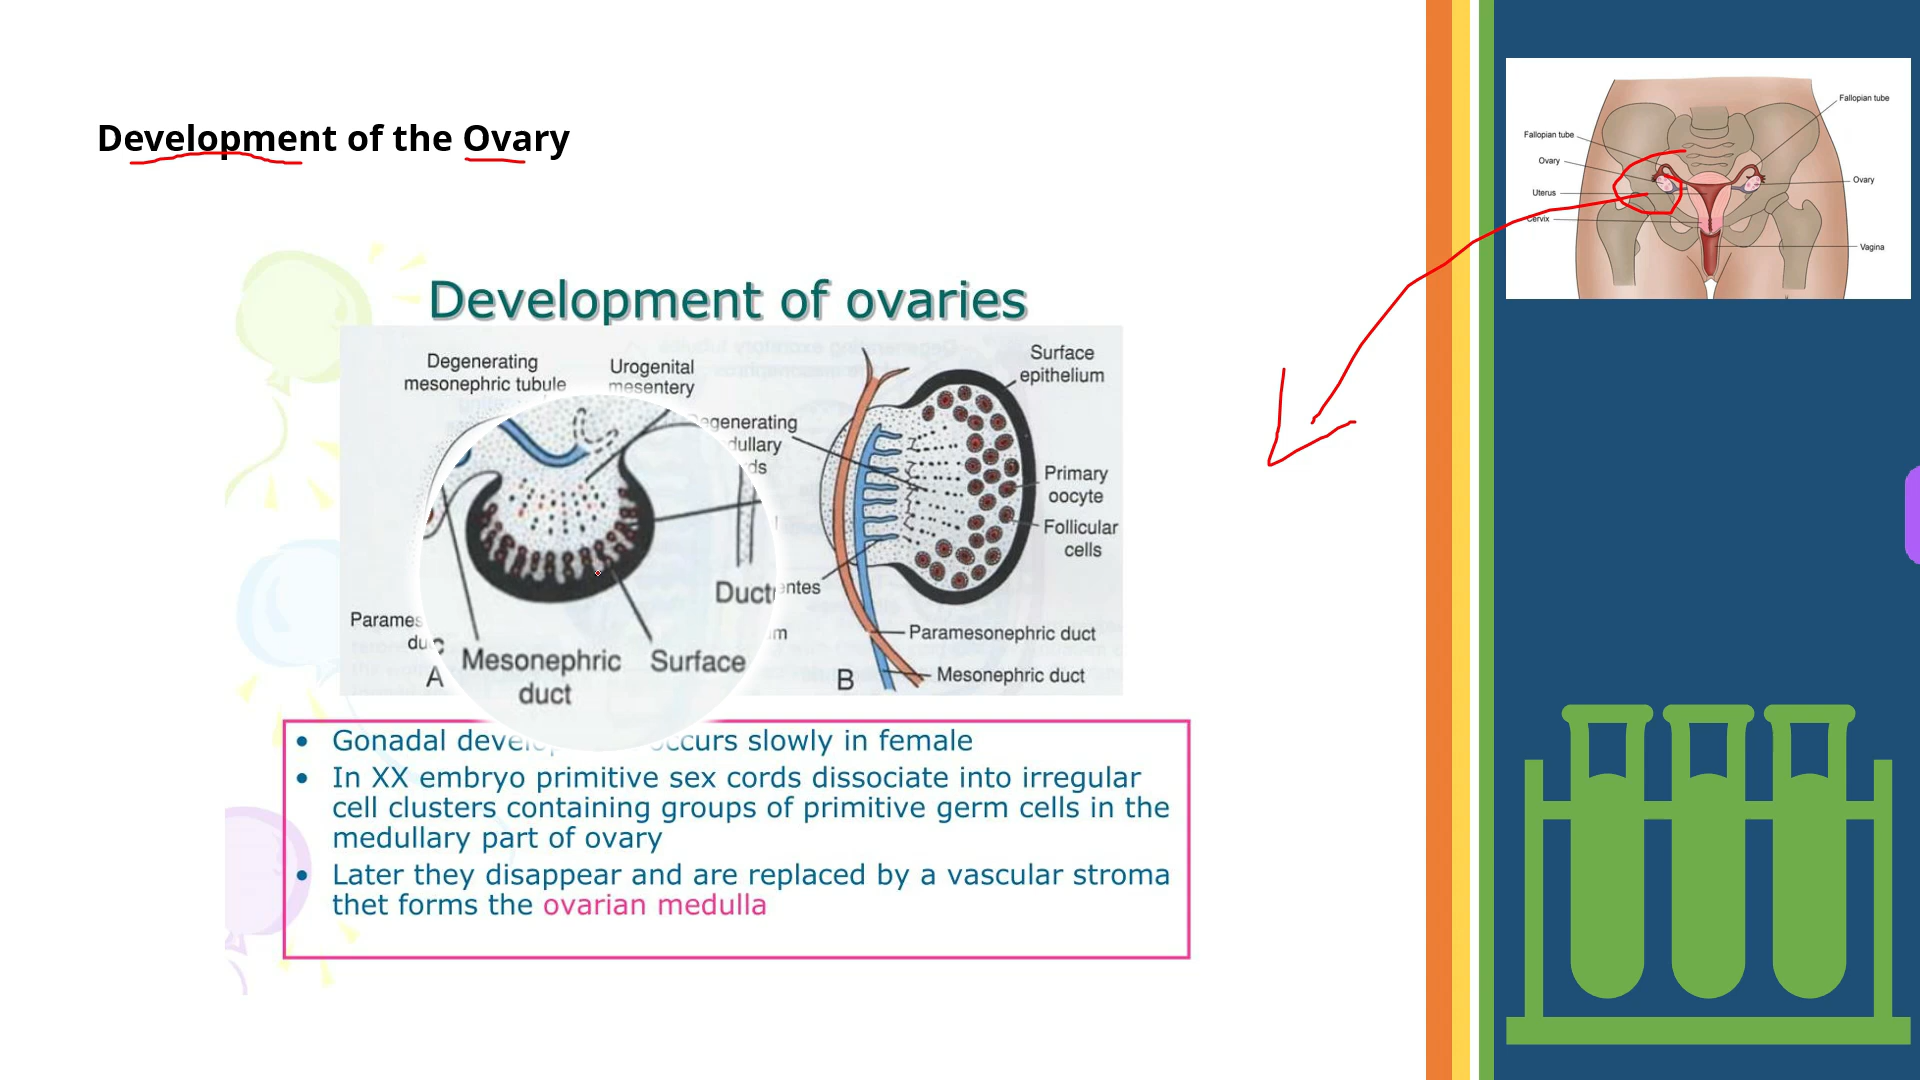 Development of the Ovary
Fallopian tube
Fallopian tube
Ovary
Ovary
Uterus
Vagina
Development of ovaries
Degenerating
mesonephric tubule
Urogenital
mesentery
Surface
epithelium
Primary
oocyte
Follicular
cells
Duct
Mesonephric
duct
Surface
A
B
Paramesonephric duct
Mesonephric duct
• Gonadal occurs slowly in female
• In XX embryo primitive sex cords dissociate into irregular
cell clusters containing groups of primitive germ cells in the
medullary part of ovary
• Later they disappear and are replaced by a vascular stroma
thet forms the ovarian medulla